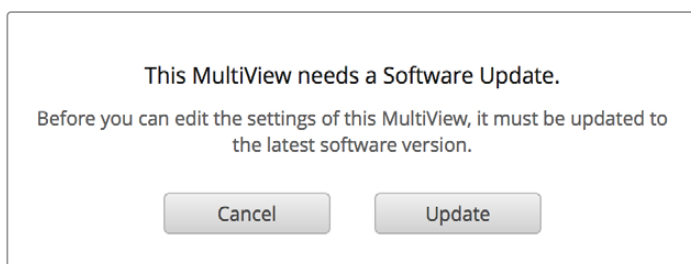 This MultiView needs a Software Update.
Before you can edit the settings of this MultiView, it must be updated to
the latest software version.
Cancel
Update